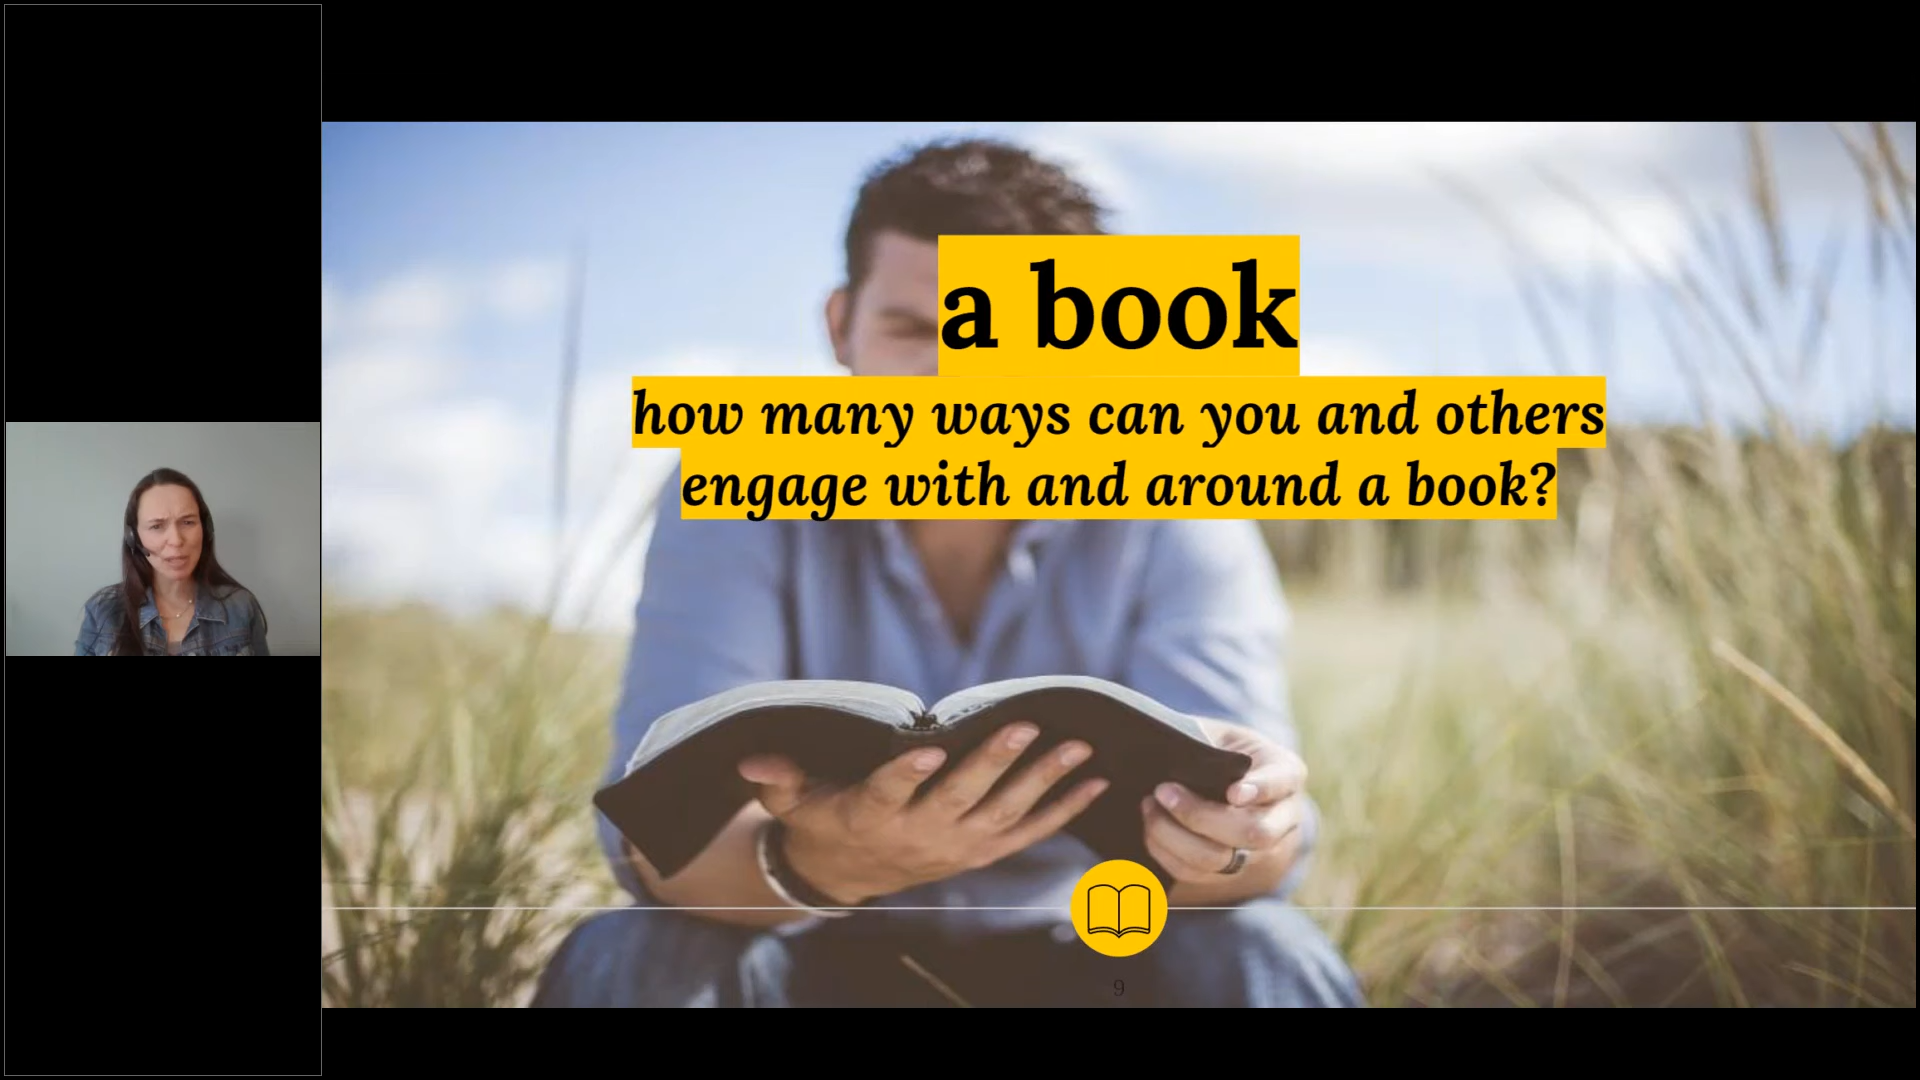 a book
how many ways can you and others
engage with and around a book?
9